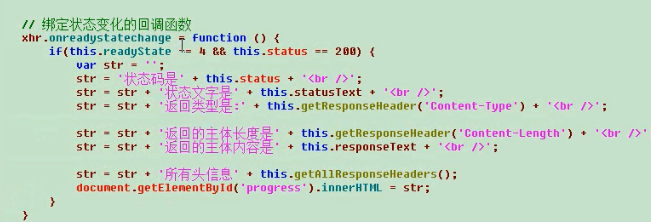 // 绑定状态变化的回调函数
xhr.onreadystatechange = function () {
if(this.readyState == 4 && this.status == 200) {
var str = '';
str = '状态码是' + this.status + '<br />';
str = str + '状态文字是' + this.statusText + '<br />';
str = str + '返回类型是:' + this.getResponseHeader('Content-Type') + '<br />';
str = str + '返回的主体长度是' + this.getResponseHeader('Content-Length') + '<br />'
str = str + '返回的主体内容是' + this.responseText + '<br />';
str = str + '所有头信息' + this.getAllResponseHeaders();
document.getElementById('progress').innerHTML = str;
}
}